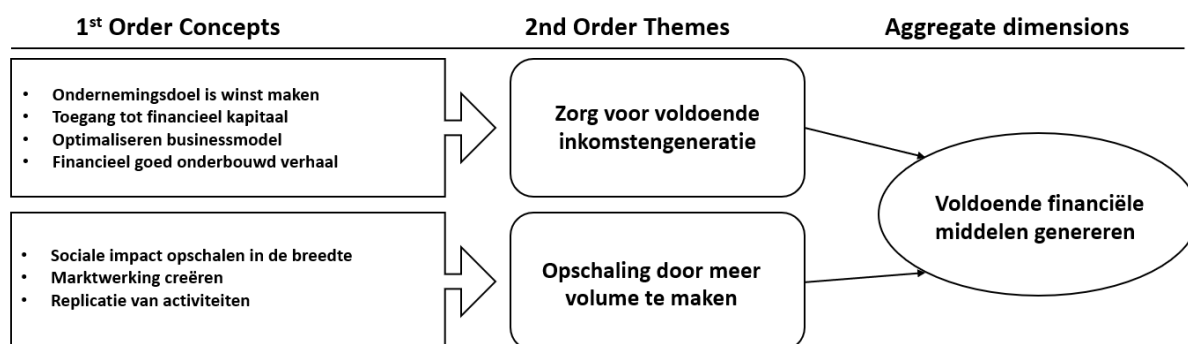 1st Order Concepts
2nd Order Themes
Aggregate dimensions
• Ondernemingsdoel is winst maken
• Toegang tot financieel kapitaal
• Optimaliseren businessmodel
• Financieel goed onderbouwd verhaal
Zorg voor voldoende
inkomstengeneratie
Voldoende financiële
middelen genereren
• Sociale impact opschalen in de breedte
• Marktwerking creëren
• Replicatie van activiteiten
Opschaling door meer
volume te maken